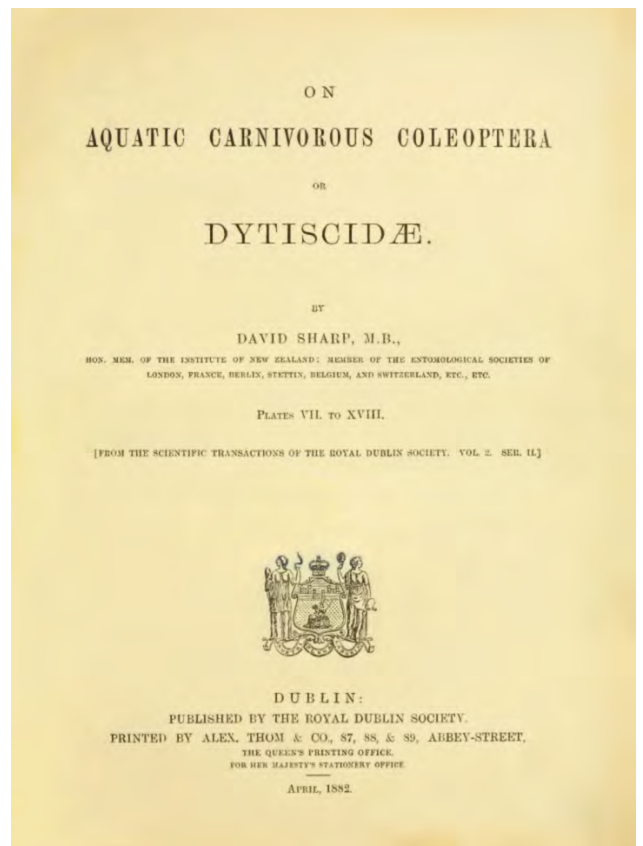 ON
AQUATIC CARNIVOROUS COLEOPTERA
OR
DYTISCIDÆ.
BY
DAVID SHARP, M.B.,
HON. MEM. OF THE INSTITUTE OF NEW ZEALAND; MEMBER OF THE ENTOMOLOGICAL SOCIETIES OF
LONDON, FRANCE, BERLIN, STETTIN, BELGIUM, AND SWITZERLAND, ETC., ETC.
PLATES VII. TO XVIII.
[FROM THE SCIENTIFIC TRANSACTIONS OF THE ROYAL DUBLIN SOCIETY. VOL. 2. SER. II.]
DUBLIN:
PUBLISHED BY THE ROYAL DUBLIN SOCIETY.
PRINTED BY ALEX. THOM & CO., 87, 88, & 89, ABBEY-STREET,
THE QUEEN'S PRINTING OFFICE.
FOR HER MAJESTY'S STATIONERY OFFICE
APRIL, 1882.